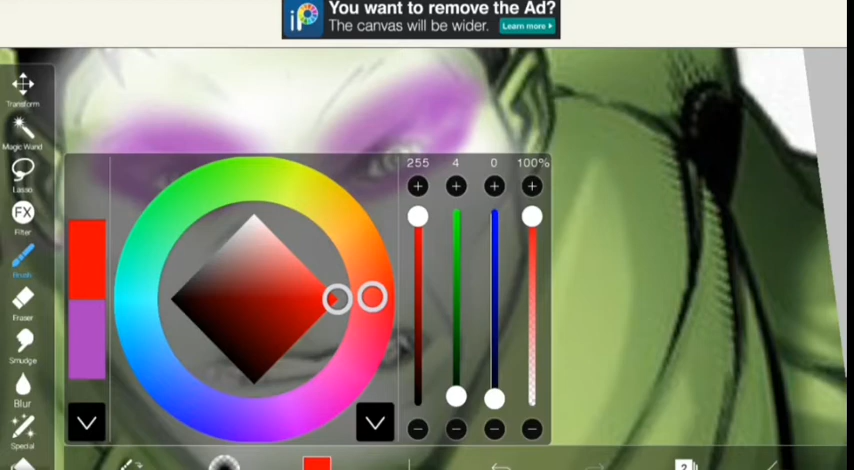 iP
You want to remove the Ad?
The canvas will be wider. Learn more
Transform
Magic Wand
Lasso
FX
Filter
Brush
Eraser
Smudge
Blur
Special
255 4 0 100%
?